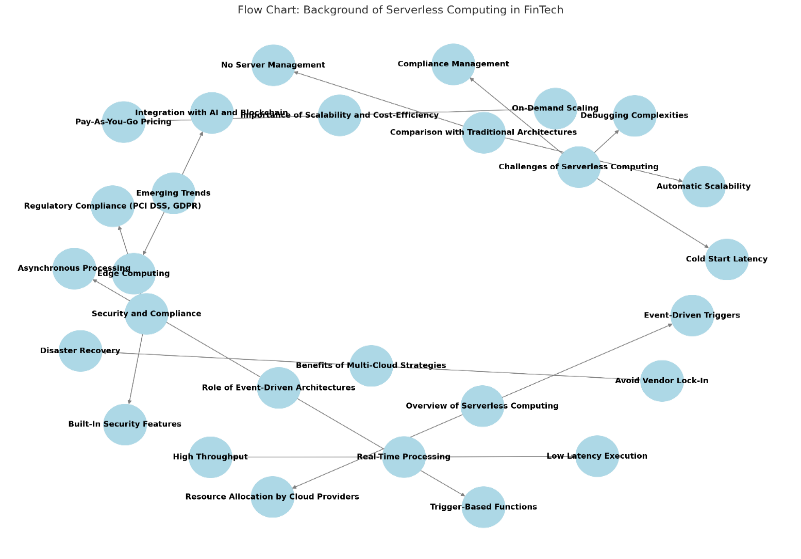 Flow Chart: Background of Serverless Computing in FinTech
No Server Management
Compliance Management
Integration with AI and Blockchain
On-Demand Scaling
Pay-As-You-Go Pricing
Importance of Scalability and Cost-Efficiency
Debugging Complexities
Comparison with Traditional Architectures
Challenges of Serverless Computing
Automatic Scalability
Emerging Trends
Regulatory Compliance (PCI DSS, GDPR)
Cold Start Latency
Asynchronous Processing
Edge Computing
Security and Compliance
Event-Driven Triggers
Disaster Recovery
Benefits of Multi-Cloud Strategies
Avoid Vendor Lock-In
Role of Event-Driven Architectures
Overview of Serverless Computing
Built-In Security Features
High Throughput
Real-Time Processing
Low Latency Execution
Resource Allocation by Cloud Providers
Trigger-Based Functions